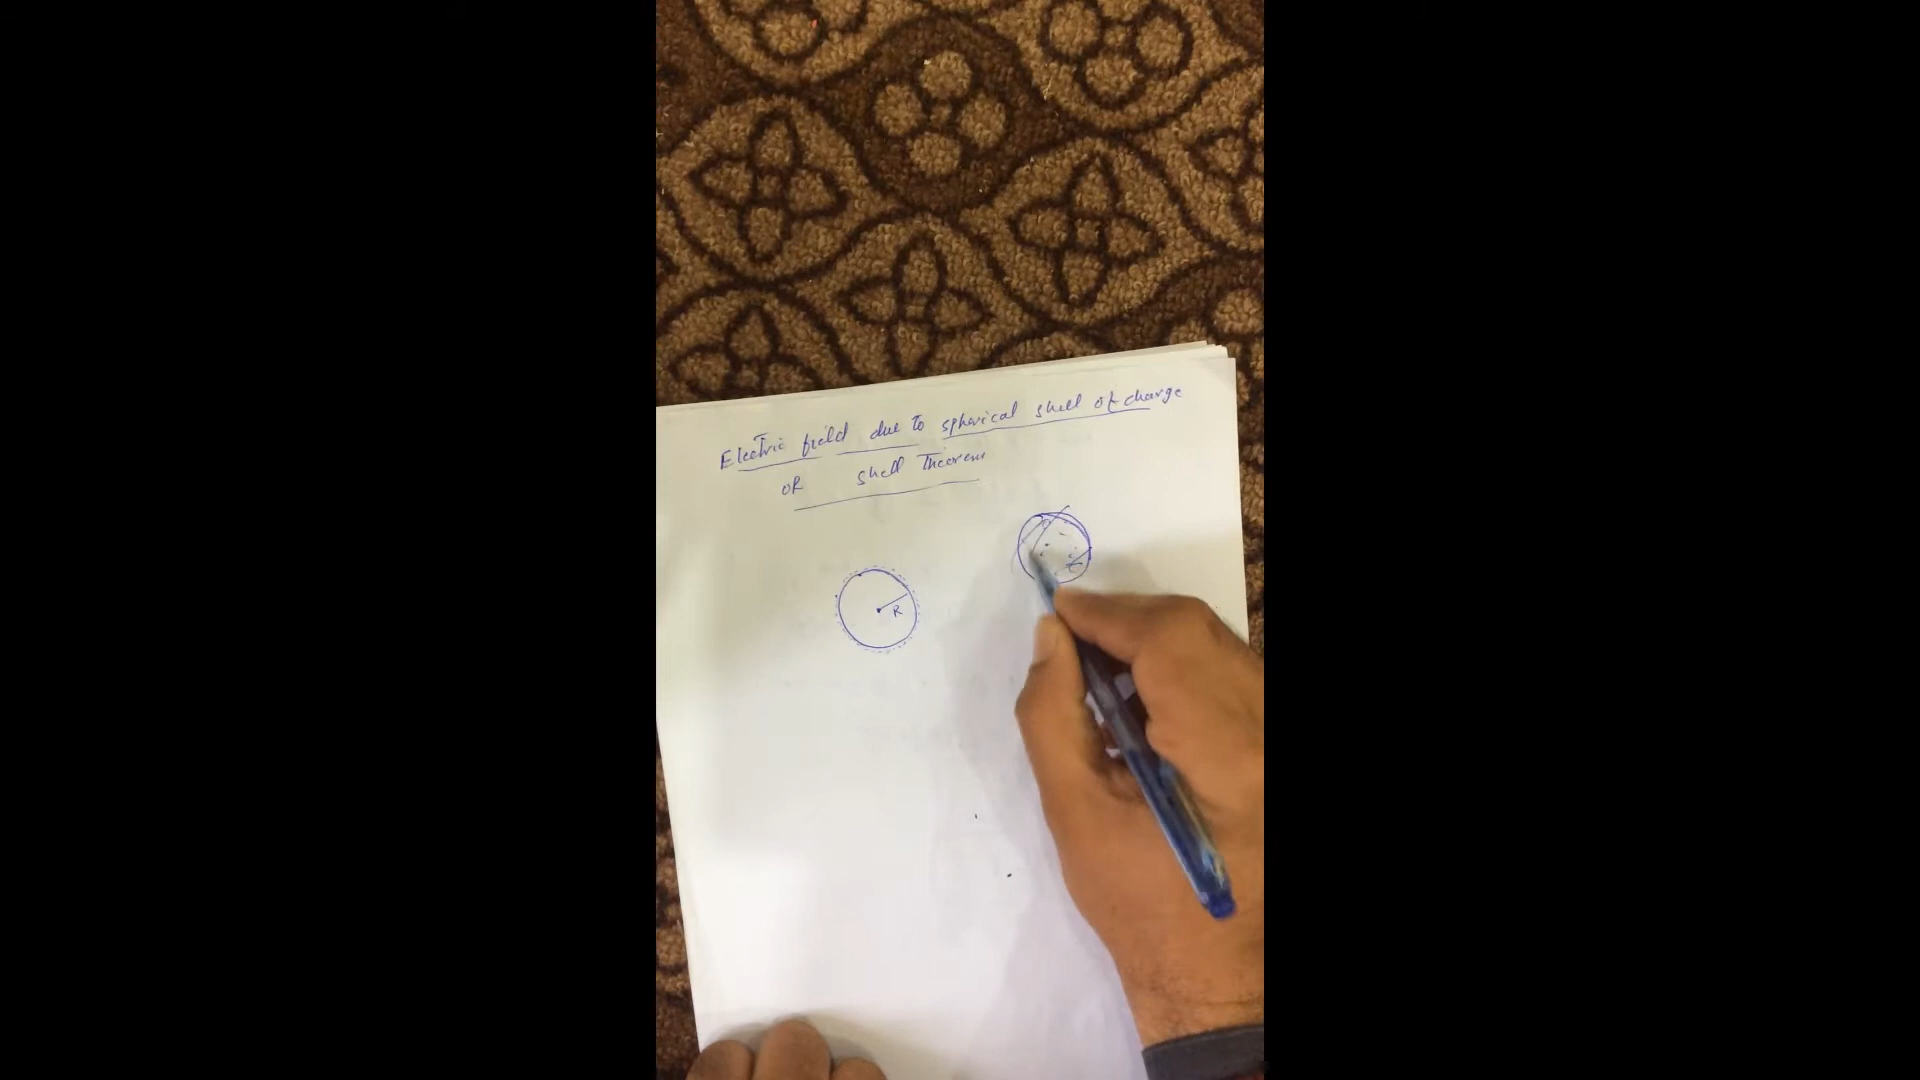 Electric field due to spherical shell of charge
OR shell Theorem
R